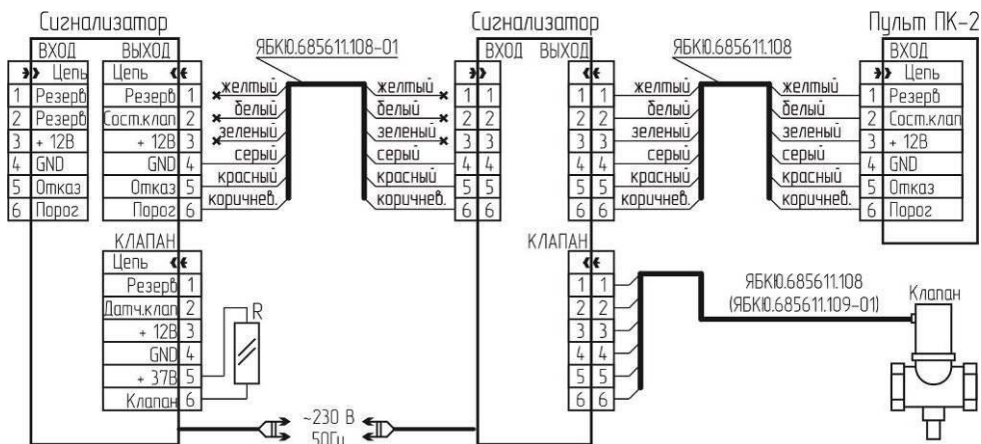 Сигнализатор
ВХОД
ВЫХОД
Цепь
Цепь
1 Резерв
Резерв 1
2 Резерв
Сост.клап 2
3 + 12В
+ 12В 3
4 GND
GND 4
5 Отказ
Отказ 5
6 Порог
Порог 6
КЛАПАН
Цепь
Резерв 1
Датч.клап 2
+ 12В 3
GND 4
+ 37В 5
Клапан 6
R
ЯБКЮ.685611.108-01
желтый
желтый
белый
белый
зеленый
зеленый
серый
серый
красный
красный
коричнев.
коричнев.
~230 В
50Гц
Сигнализатор
ВХОД
ВЫХОД
1 1
1 1
2 2
2 2
3 3
3 3
4 4
4 4
5 5
5 5
6 6
6 6
КЛАПАН
1 1
2 2
3 3
4 4
5 5
6 6
ЯБКЮ.685611.108
желтый
желтый
белый
белый
зеленый
зеленый
серый
серый
красный
красный
коричнев.
коричнев.
Пульт ПК-2
ВХОД
Цепь
1 Резерв
2 Сост.клап
3 + 12В
4 GND
5 Отказ
6 Порог
ЯБКЮ.685611.108
(ЯБКЮ.685611.109-01)
Клапан